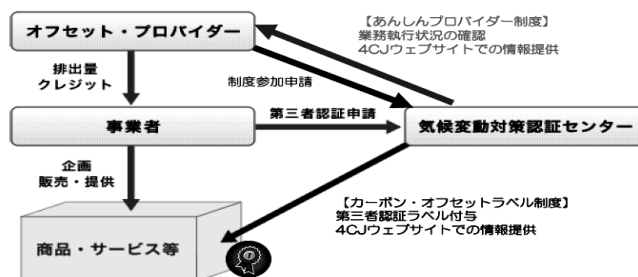 オフセット・プロバイダー
【あんしんプロバイダー制度】
業務執行状況の確認
4CJウェブサイトでの情報提供
排出量
クレジット
制度参加申請
事業者
第三者認証申請
気候変動対策認証センター
企画
販売・提供
【カーボン・オフセットラベル制度】
第三者認証ラベル付与
4CJウェブサイトでの情報提供
商品・サービス等